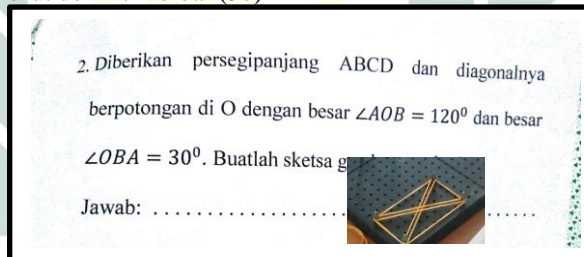 2. Diberikan persegipanjang ABCD dan diagonalnya
berpotongan di O dengan besar ∠AOB = 120⁰ dan besar
∠OBA = 30⁰. Buatlah sketsa
Jawab: . . . . . . . . . . . . . . . . . . . . . . . . . . .